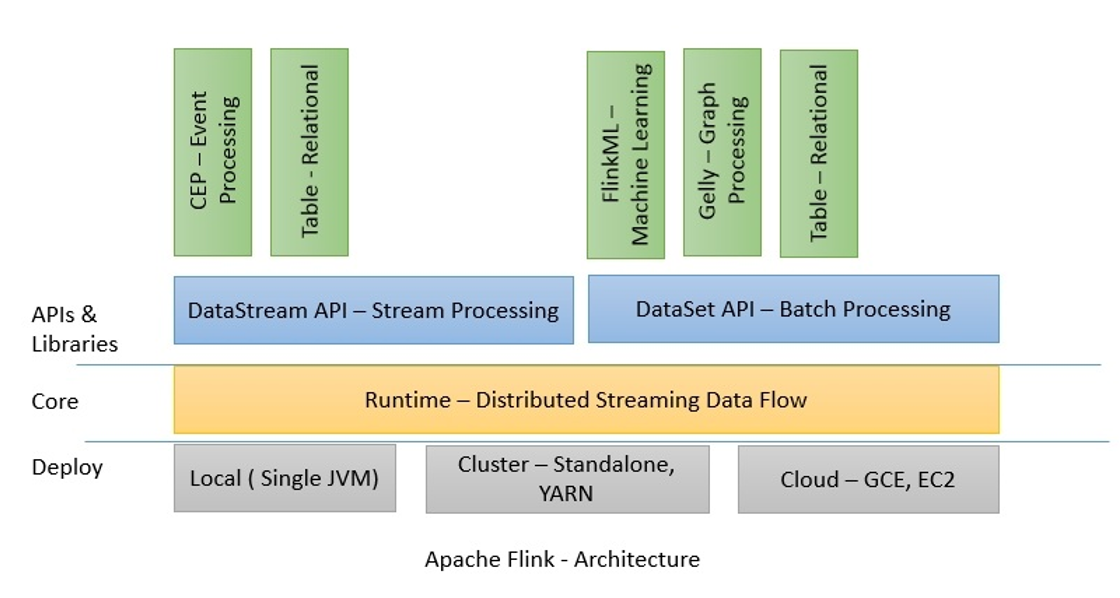 CEP – Event
Processing
Table - Relational
FlinkML –
Machine Learning
Gelly – Graph
Processing
Table – Relational
APIs &
Libraries
DataStream API – Stream Processing
DataSet API – Batch Processing
Core
Runtime – Distributed Streaming Data Flow
Deploy
Local ( Single JVM)
Cluster – Standalone,
YARN
Cloud – GCE, EC2
Apache Flink - Architecture